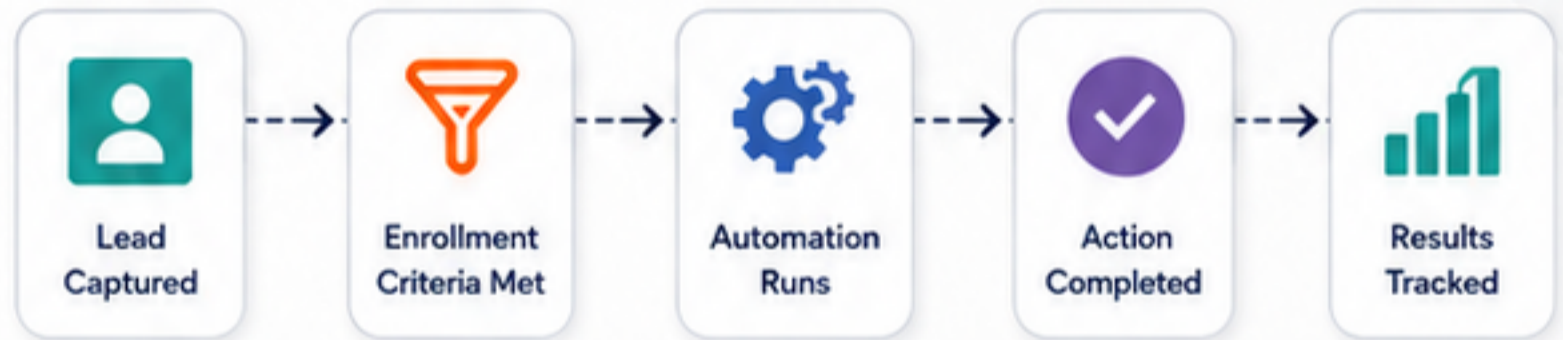 Lead
Captured
Enrollment
Criteria Met
Automation
Runs
Action
Completed
Results
Tracked